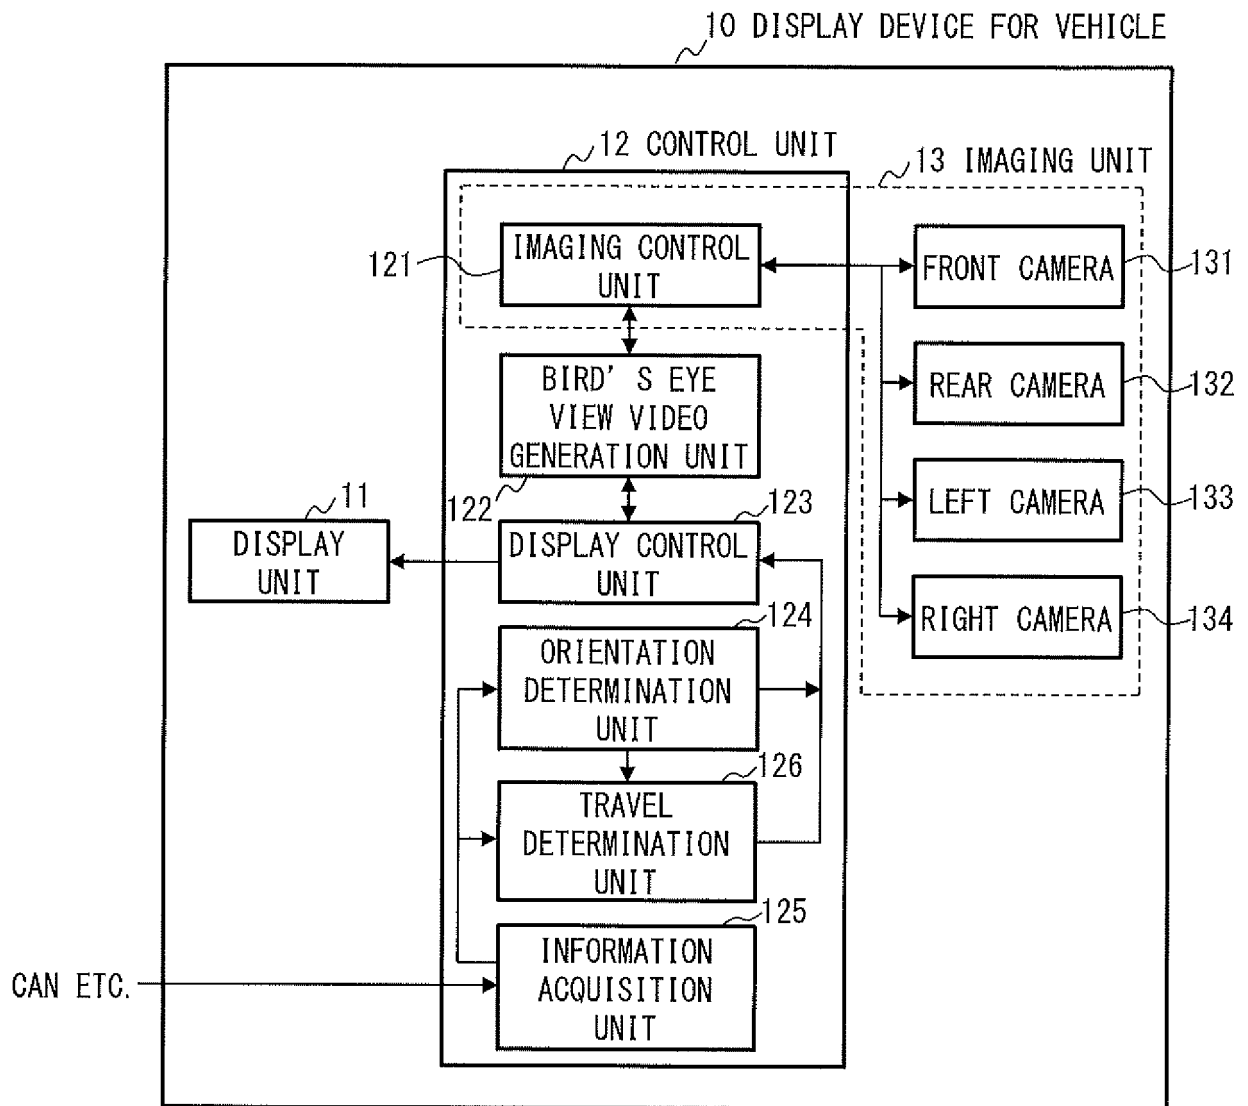 10 DISPLAY DEVICE FOR VEHICLE
12 CONTROL UNIT
13 IMAGING UNIT
121
IMAGING CONTROL
UNIT
FRONT CAMERA
131
BIRD'S EYE
VIEW VIDEO
GENERATION UNIT
122
REAR CAMERA
132
11
DISPLAY
UNIT
123
DISPLAY CONTROL
UNIT
LEFT CAMERA
133
124
ORIENTATION
DETERMINATION
UNIT
RIGHT CAMERA
134
126
TRAVEL
DETERMINATION
UNIT
125
INFORMATION
ACQUISITION
UNIT
CAN ETC.